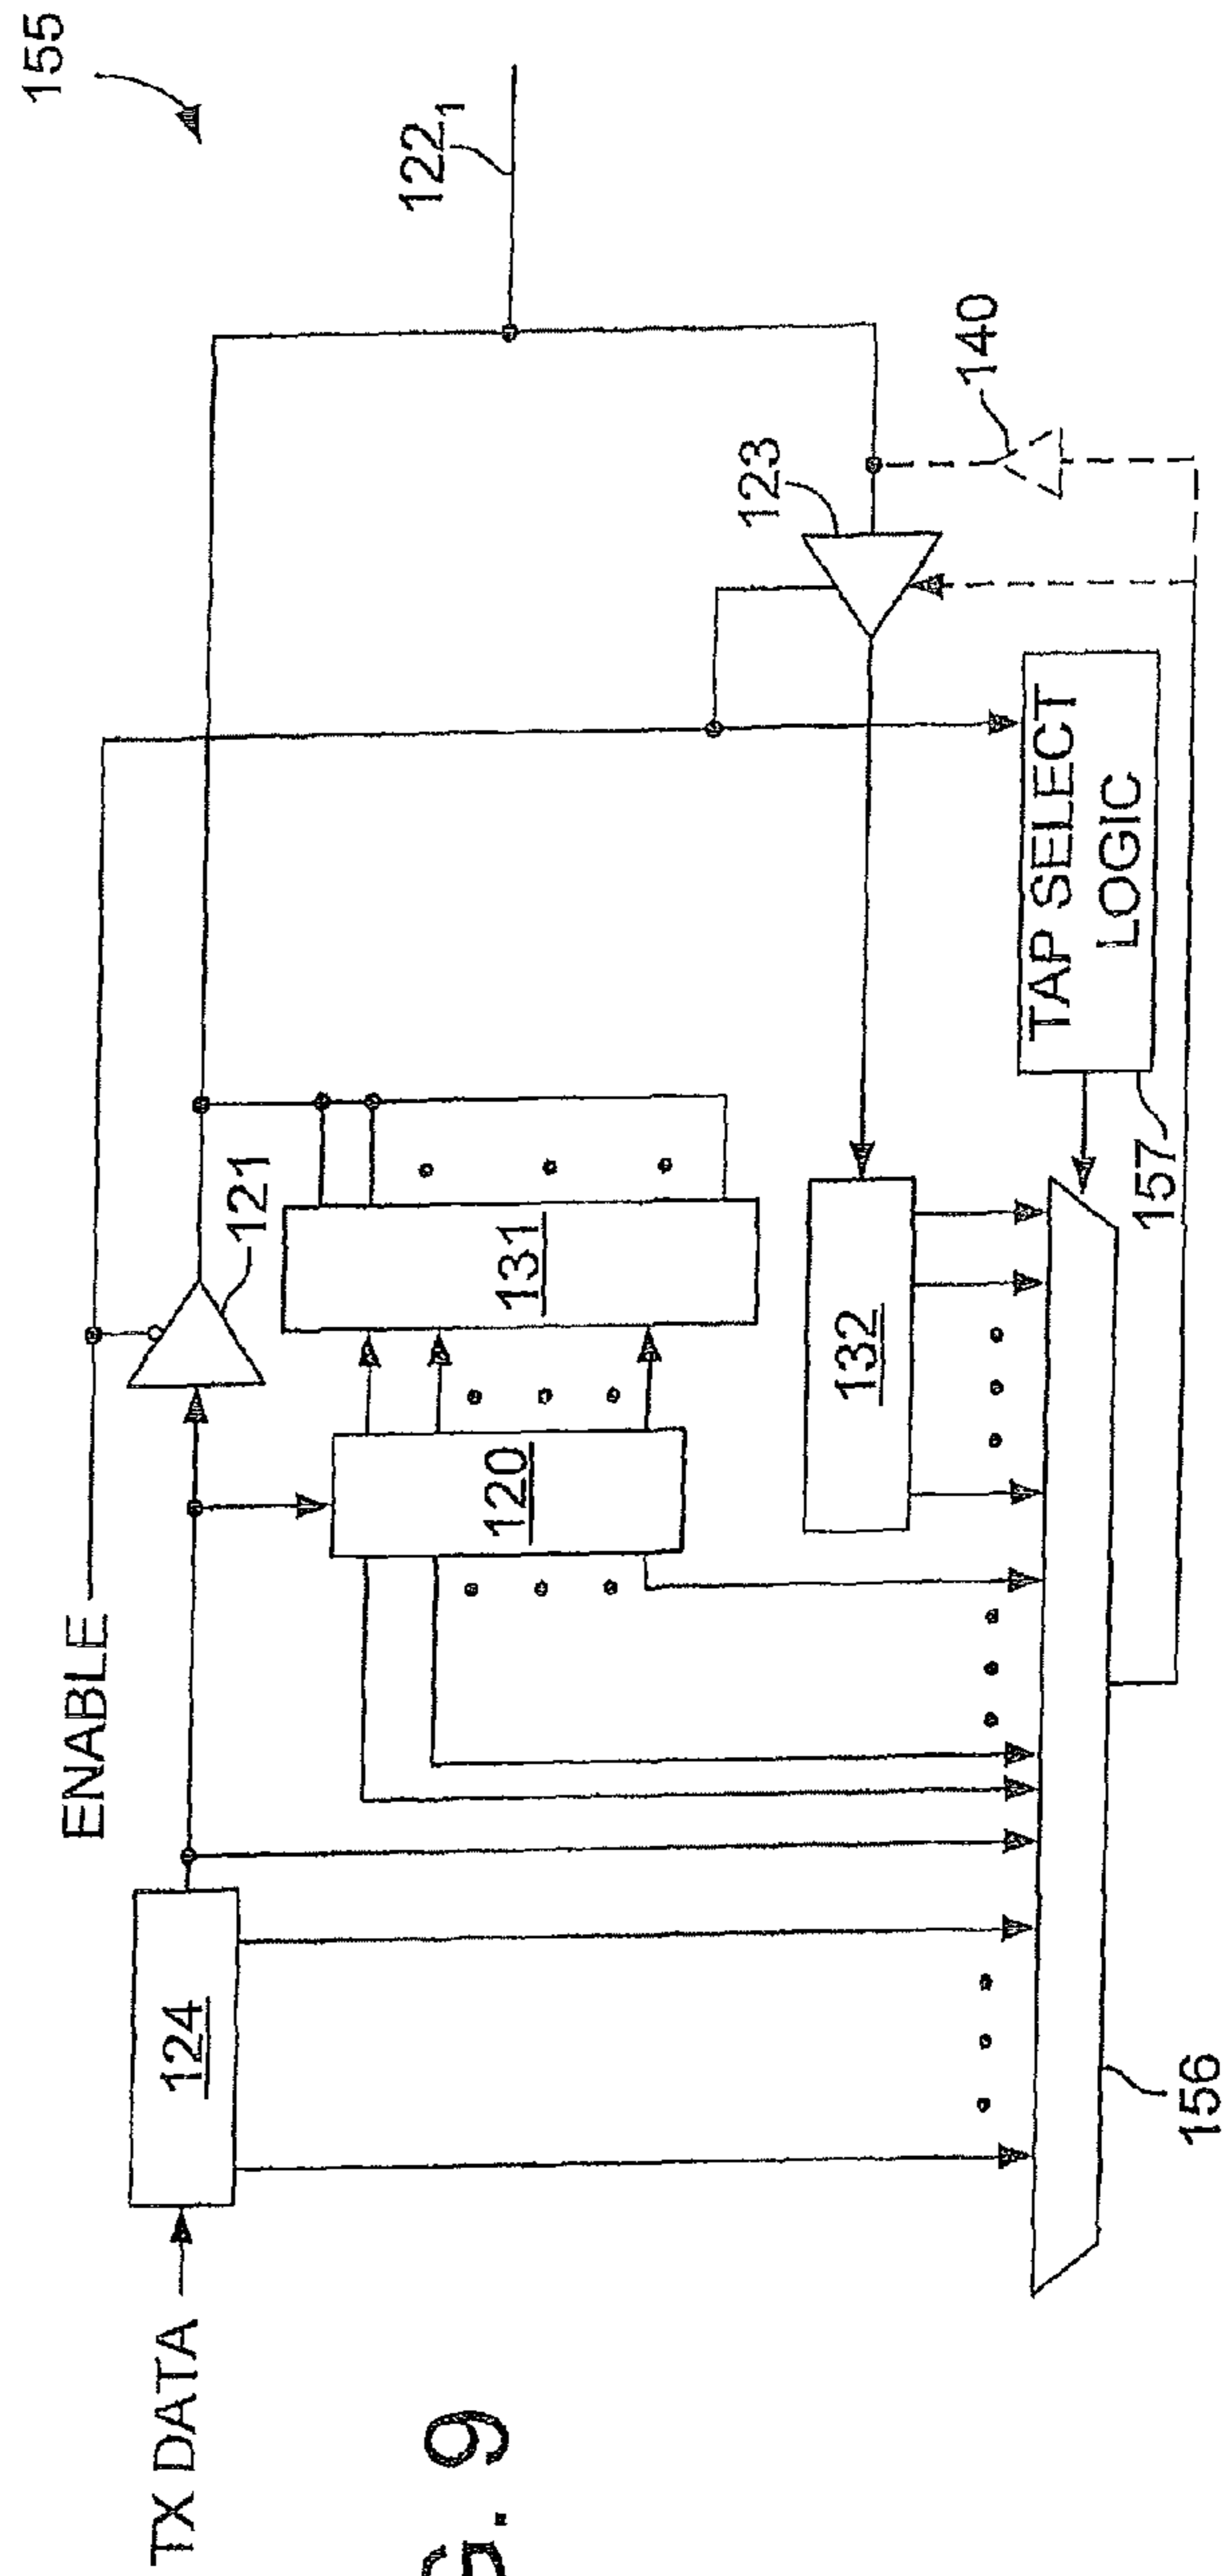 155
ENABLE
122₁
TX DATA
124
121
120
131
123
140
132
TAP SELECT
LOGIC
157
156
G. 9